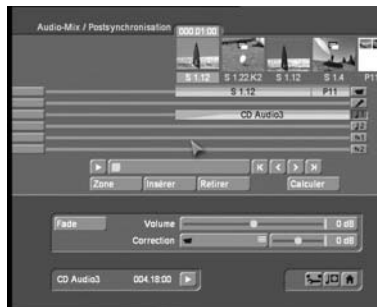 Audio-Mix / Postsynchronisation 000 01:00
S 1.12 S 1.22.K2 S 1.12 S 1.4 P11
S 1.12 P11
CD Audio3
Zone Insérer Retirer Calculer
Fade Volume 0 dB
Correction 0 dB
CD Audio3 004.18:00